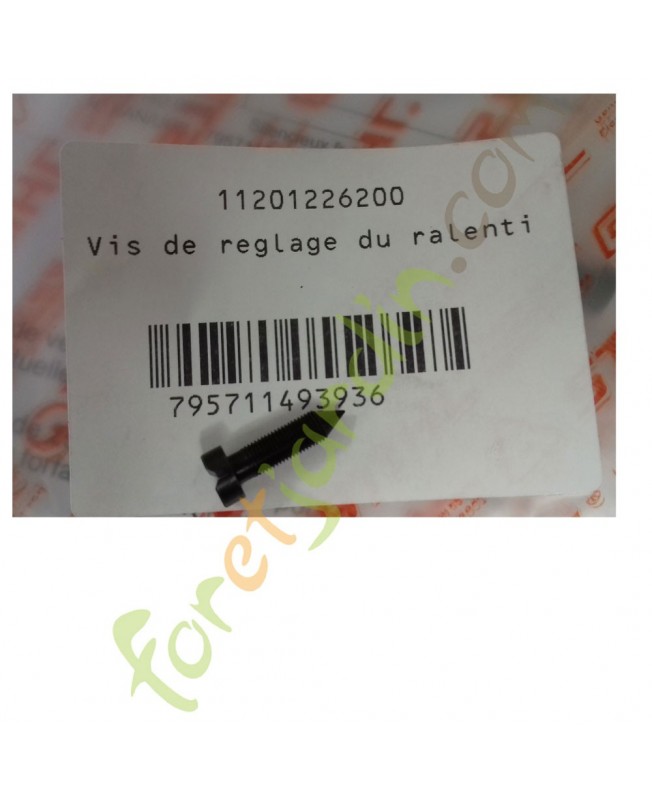 11201226200
Vis de reglage du ralenti
795711493936
foretjardin.com